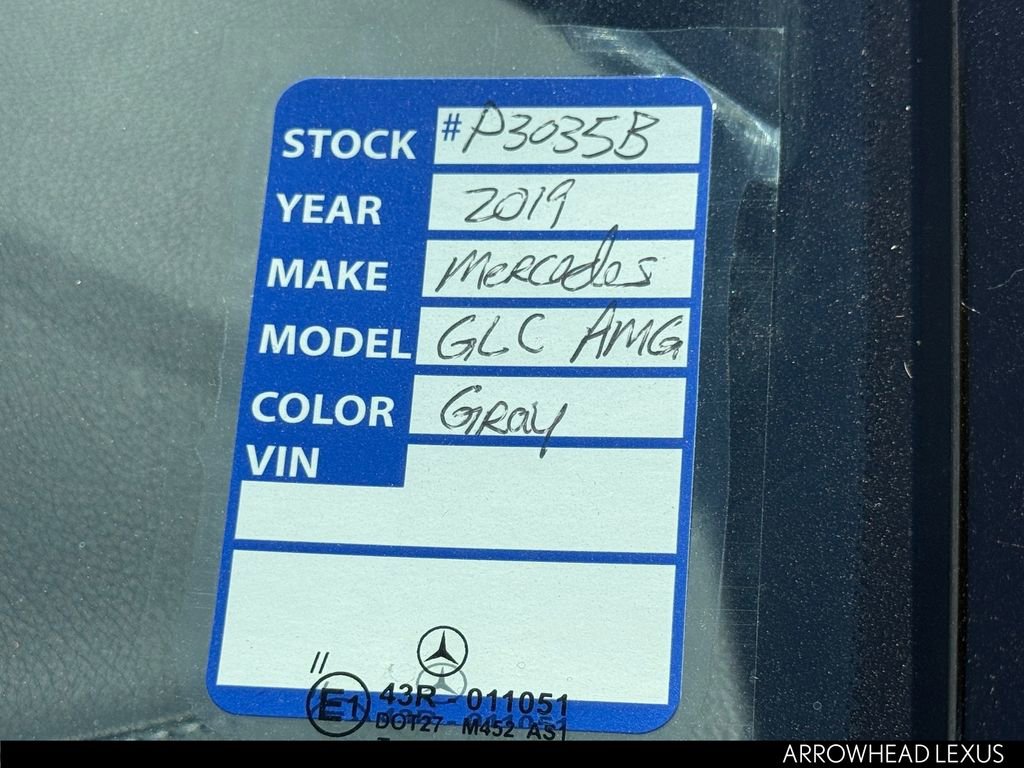 STOCK #P3035B
YEAR 2019
MAKE Mercedes
MODEL GLC AMG
COLOR Gray
VIN
//
E1 43R - 011051
DOT27 M452 AS1
ARROWHEAD LEXUS